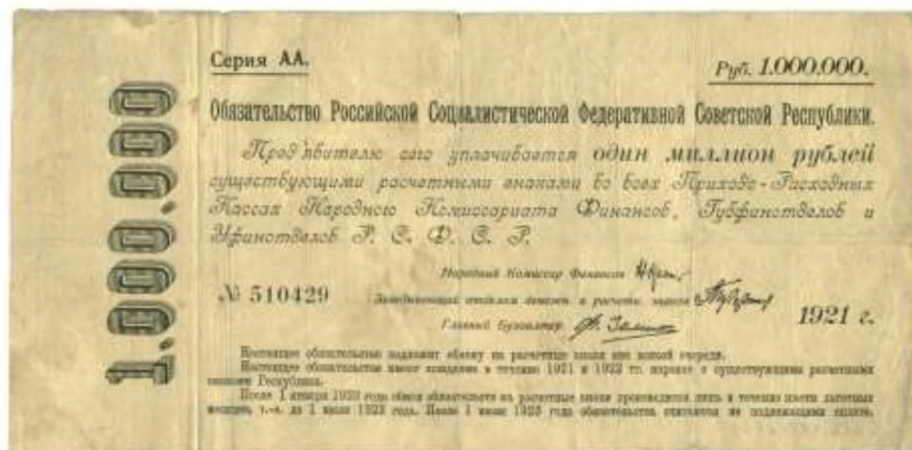 Серия АА.
Руб. 1.000.000.
Обязательство Российской Социалистической Федеративной Советской Республики.
Пред'явителю сего уплачивается один миллион рублей
существующими расчетными знаками во всех Приходо-Расходных
Кассах Народного Комиссариата Финансов, Губфинотделов и
Уфинотделов Р. С. Ф. С. Р.
1.000.000
Народный Комиссар Финансов
№ 510429
Заведывающий отделом денежн. и расчетн. знаков
1921 г.
Главный Бухгалтер
Настоящее обязательство подлежит обмену на расчетные знаки вне всякой очереди.
Настоящее обязательство имеет хождение в течение 1921 и 1922 гг. наравне с существующими расчетными
знаками Республики.
После 1 января 1923 года обмен обязательств на расчетные знаки производится лишь в течение шести льготных
месяцев, т.-е. до 1 июля 1923 года. После 1 июля 1923 года обязательства считаются не подлежащими оплате.